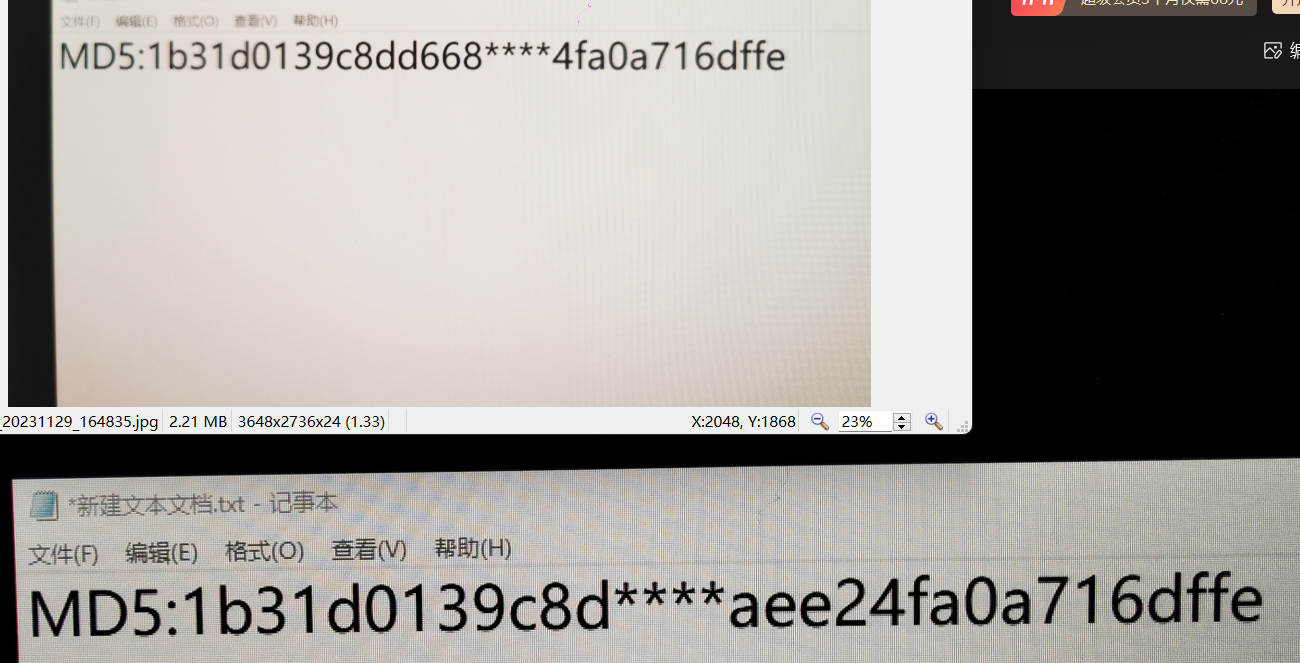 文件(F) 编辑(E) 格式(O) 查看(V) 帮助(H)
MD5:1b31d0139c8dd668****4fa0a716dffe
编
_20231129_164835.jpg 2.21 MB 3648x2736x24 (1.33) X:2048, Y:1868 23%
*新建文本文档.txt - 记事本
文件(F) 编辑(E) 格式(O) 查看(V) 帮助(H)
MD5:1b31d0139c8d****aee24fa0a716dffe